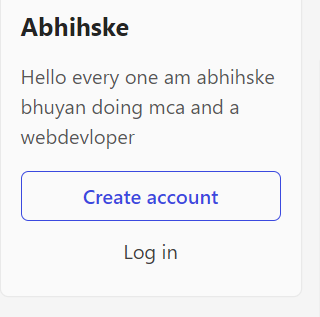 Abhihske
Hello every one am abhihske
bhuyan doing mca and a
webdevloper
Create account
Log in